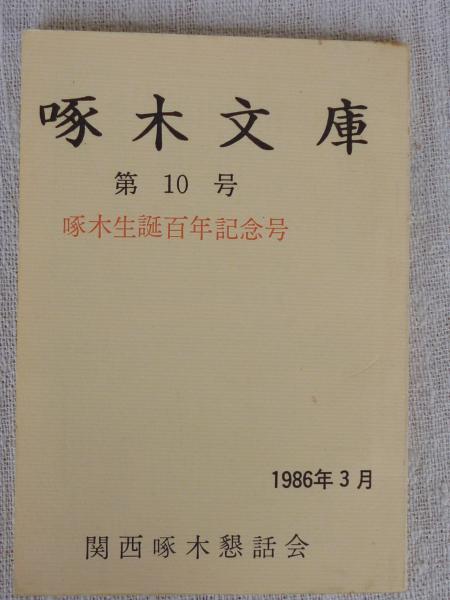 啄木文庫
第10号
啄木生誕百年記念号
1986年3月
関西啄木懇話会